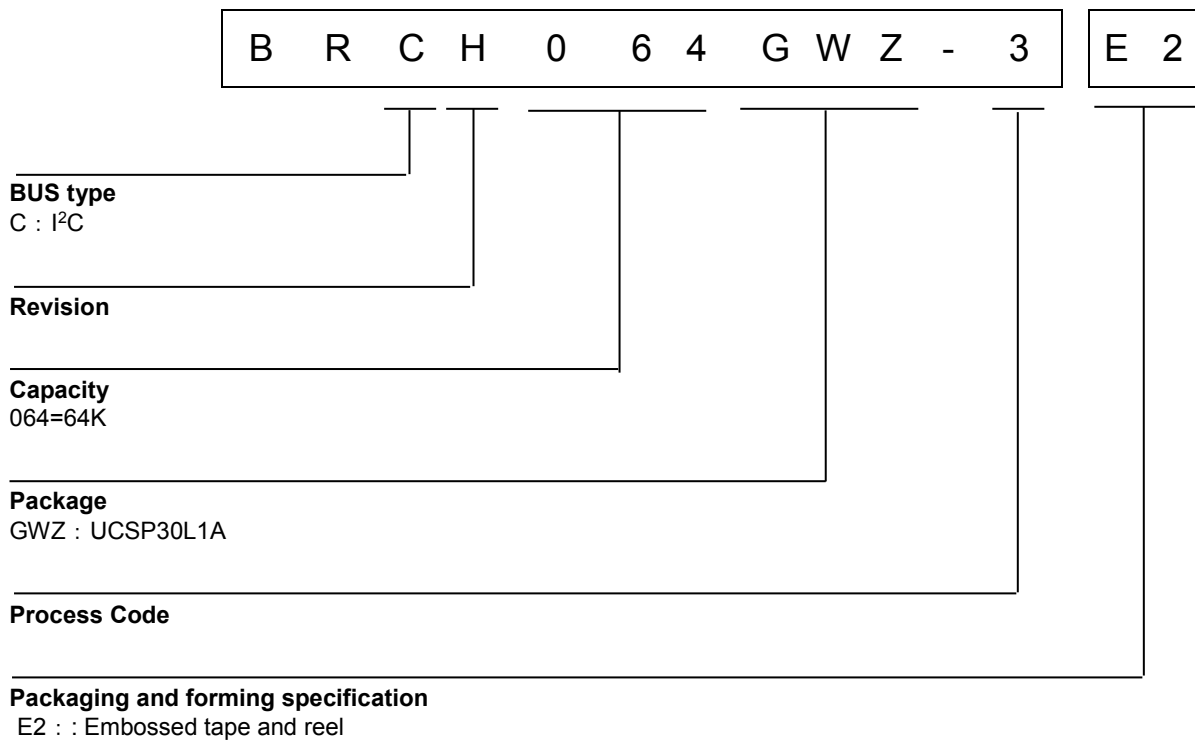 B R C H 0 6 4 G W Z - 3 E 2
BUS type
C : I²C
Revision
Capacity
064=64K
Package
GWZ : UCSP30L1A
Process Code
Packaging and forming specification
E2 : : Embossed tape and reel